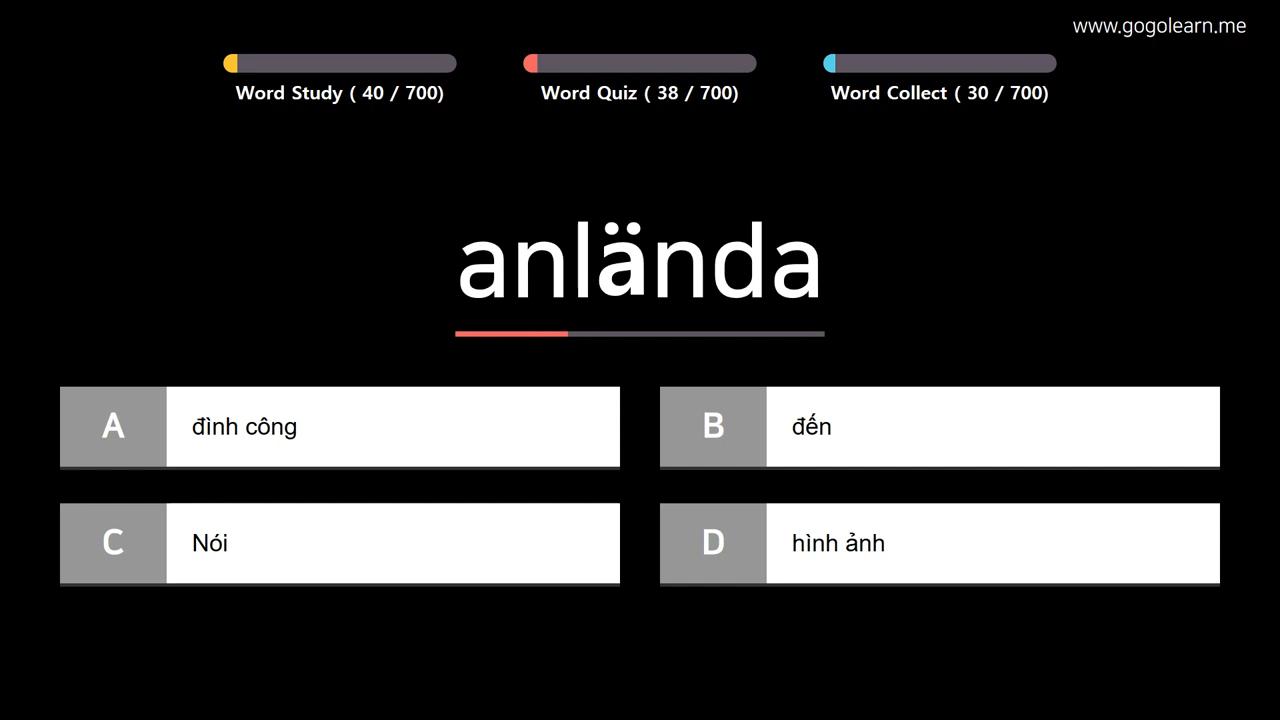 www.gogolearn.me
Word Study ( 40 / 700)
Word Quiz ( 38 / 700)
Word Collect ( 30 / 700)
anlända
A
đình công
B
đến
C
Nói
D
hình ảnh